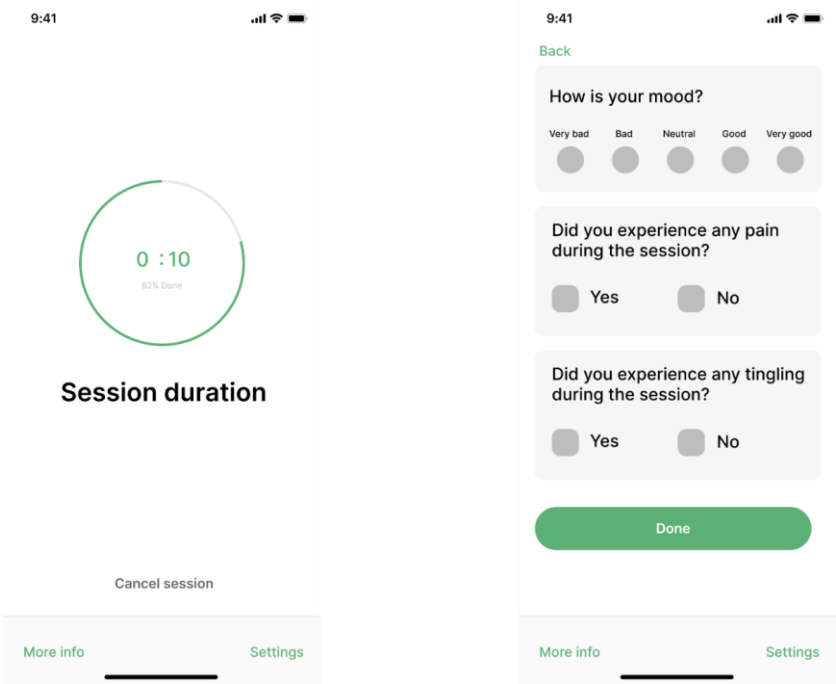 9:41
0 :10
82% Done
Session duration
Cancel session
More info Settings
9:41
Back
How is your mood?
Very bad Bad Neutral Good Very good
Did you experience any pain
during the session?
Yes No
Did you experience any tingling
during the session?
Yes No
Done
More info Settings